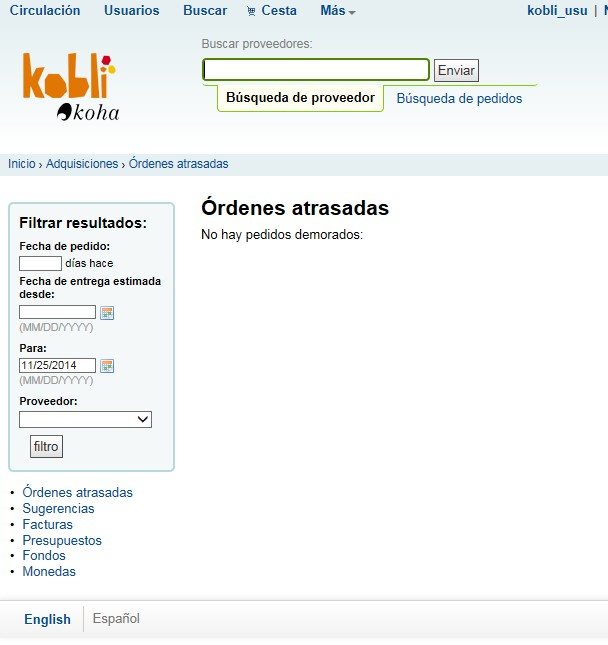 Circulación Usuarios Buscar Cesta Más kobli_usu |
Buscar proveedores:
Enviar
Búsqueda de proveedor Búsqueda de pedidos
kobli
koha
Inicio › Adquisiciones › Órdenes atrasadas
Filtrar resultados:
Fecha de pedido:
días hace
Fecha de entrega estimada
desde:
(MM/DD/YYYY)
Para:
11/25/2014
(MM/DD/YYYY)
Proveedor:
filtro
Órdenes atrasadas
No hay pedidos demorados:
• Órdenes atrasadas
• Sugerencias
• Facturas
• Presupuestos
• Fondos
• Monedas
English Español